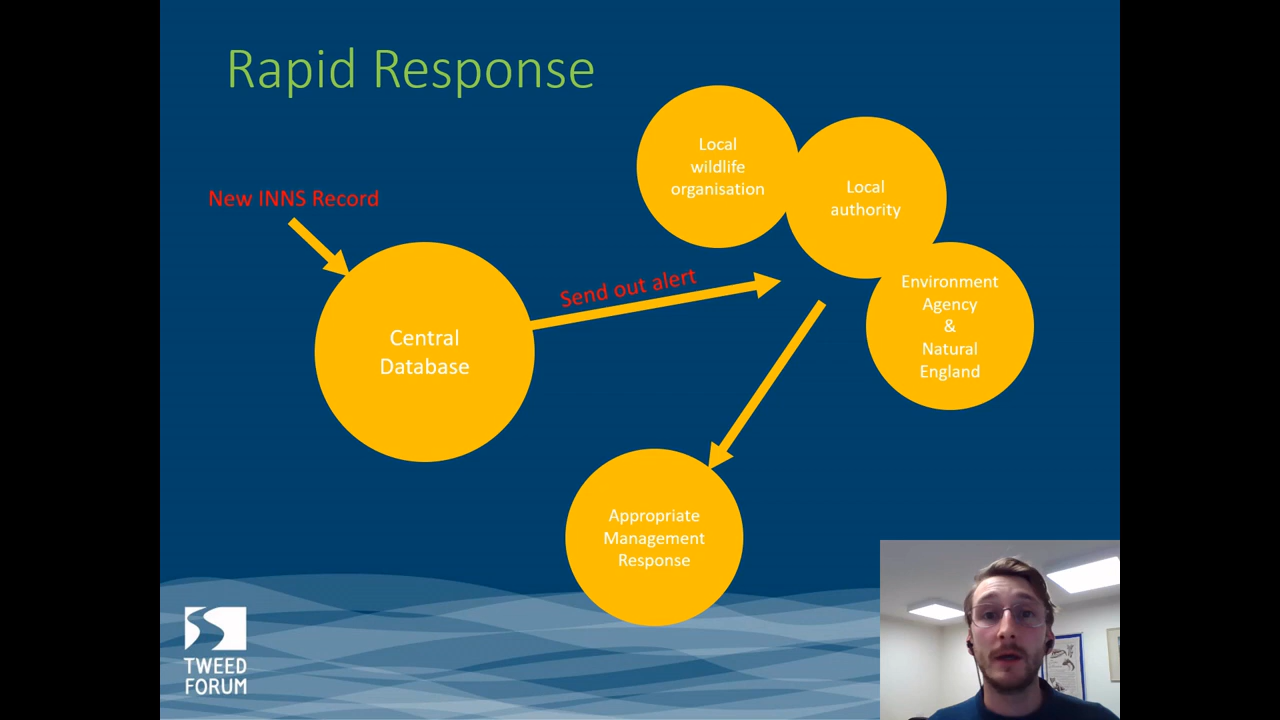 Rapid Response
New INNS Record
Central
Database
Send out alert
Local
wildlife
organisation
Local
authority
Environment
Agency
&
Natural
England
Appropriate
Management
Response
TWEED
FORUM